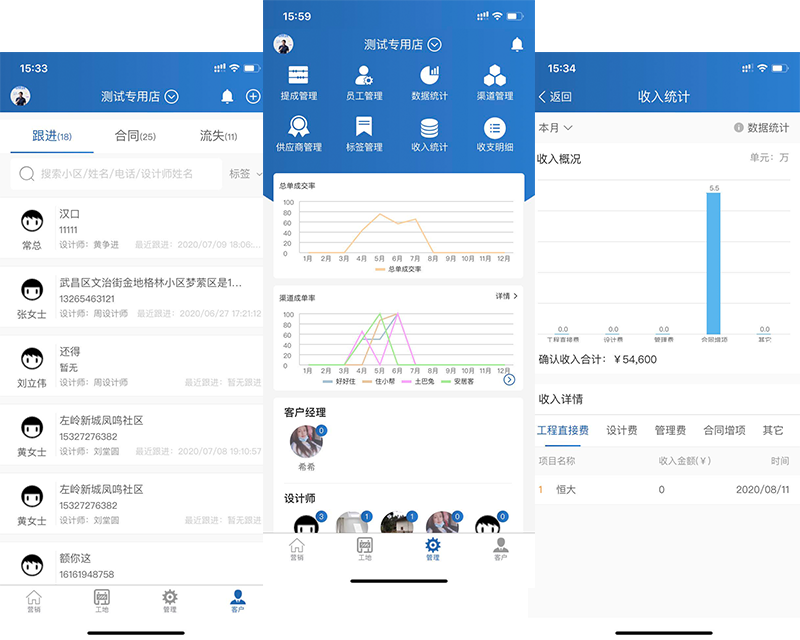 15:33
测试专用店
跟进(18)
合同(25)
流失(11)
搜索小区/姓名/电话/设计师姓名
标签
汉口
11111
常总
设计师：黄争进
最近跟进：2020/07/09 18:06:...
武昌区文治街金地格林小区梦萦区是1...
13265463121
张女士
设计师：周设计师
最近跟进：2020/06/27 17:21:12
还得
暂无
刘立伟
设计师：周设计师
最近跟进：暂无跟进
左岭新城凤鸣社区
15327276382
黄女士
设计师：刘堂圆
最近跟进：2020/07/08 19:10:57
左岭新城凤鸣社区
15327276382
黄女士
设计师：刘堂圆
最近跟进：暂无跟进
额你这
16161948758
营销
工地
管理
客户
15:59
测试专用店
提成管理
员工管理
数据统计
渠道管理
供应商管理
标签管理
收入统计
收支明细
总单成交率
100
80
60
40
20
0
1月 2月 3月 4月 5月 6月 7月 8月 9月 10月 11月 12月
总单成交率
渠道成单率
详情
100
80
60
40
20
0
1月 2月 3月 4月 5月 6月 7月 8月 9月 10月 11月 12月
好好住
住小帮
土巴兔
安居客
客户经理
0
希希
设计师
3
1
1
0
0
营销
工地
管理
客户
15:34
返回
收入统计
本月
数据统计
收入概况
单元：万
5.5
0.0
0.0
0.0
0.0
工程直接费
设计费
管理费
合同增项
其它
确认收入合计：￥54,600
收入详情
工程直接费
设计费
管理费
合同增项
其它
项目名称
收入金额(￥)
时间
1
恒大
0
2020/08/11